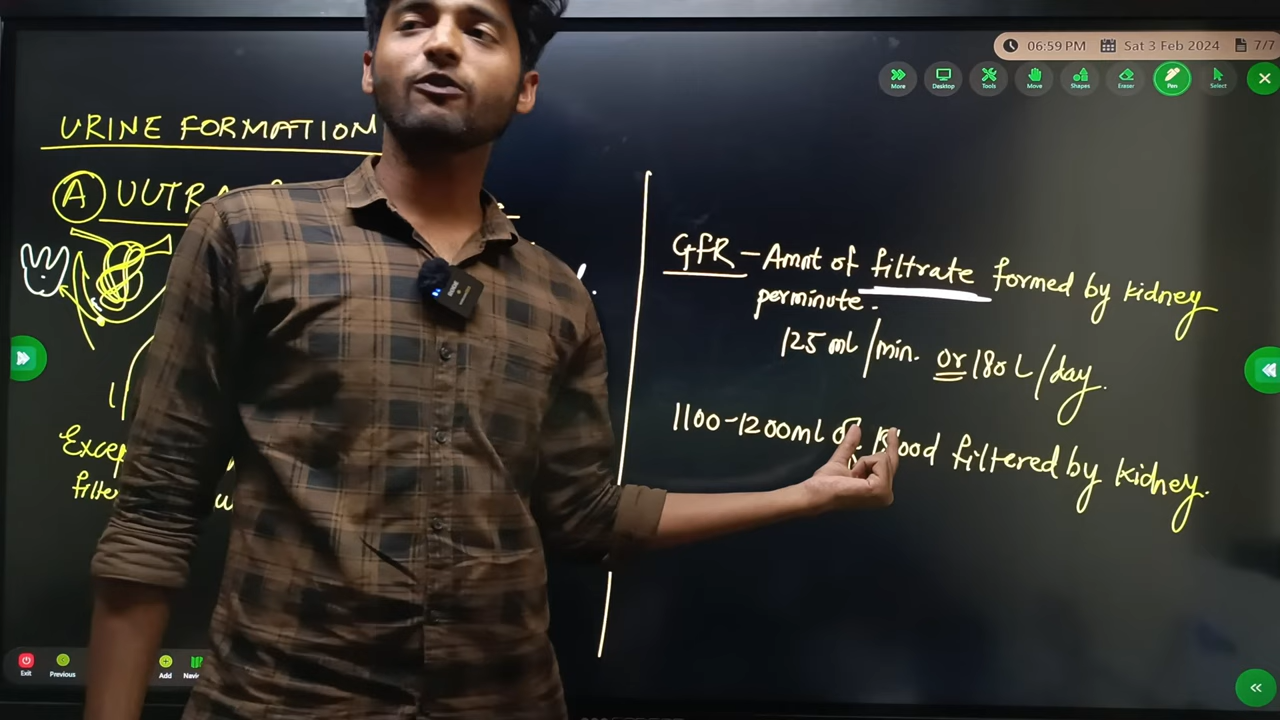 06:59 PM Sat 3 Feb 2024 7/7
More Desktop Tools Move Shapes Eraser Pen Select
URINE FORMATION
A UUTRA
GFR - Amnt of filtrate formed by kidney
perminute.
125 ml/min. or 180 L/day.
1100-1200ml of blood filtered by kidney.
Exit Previous Add